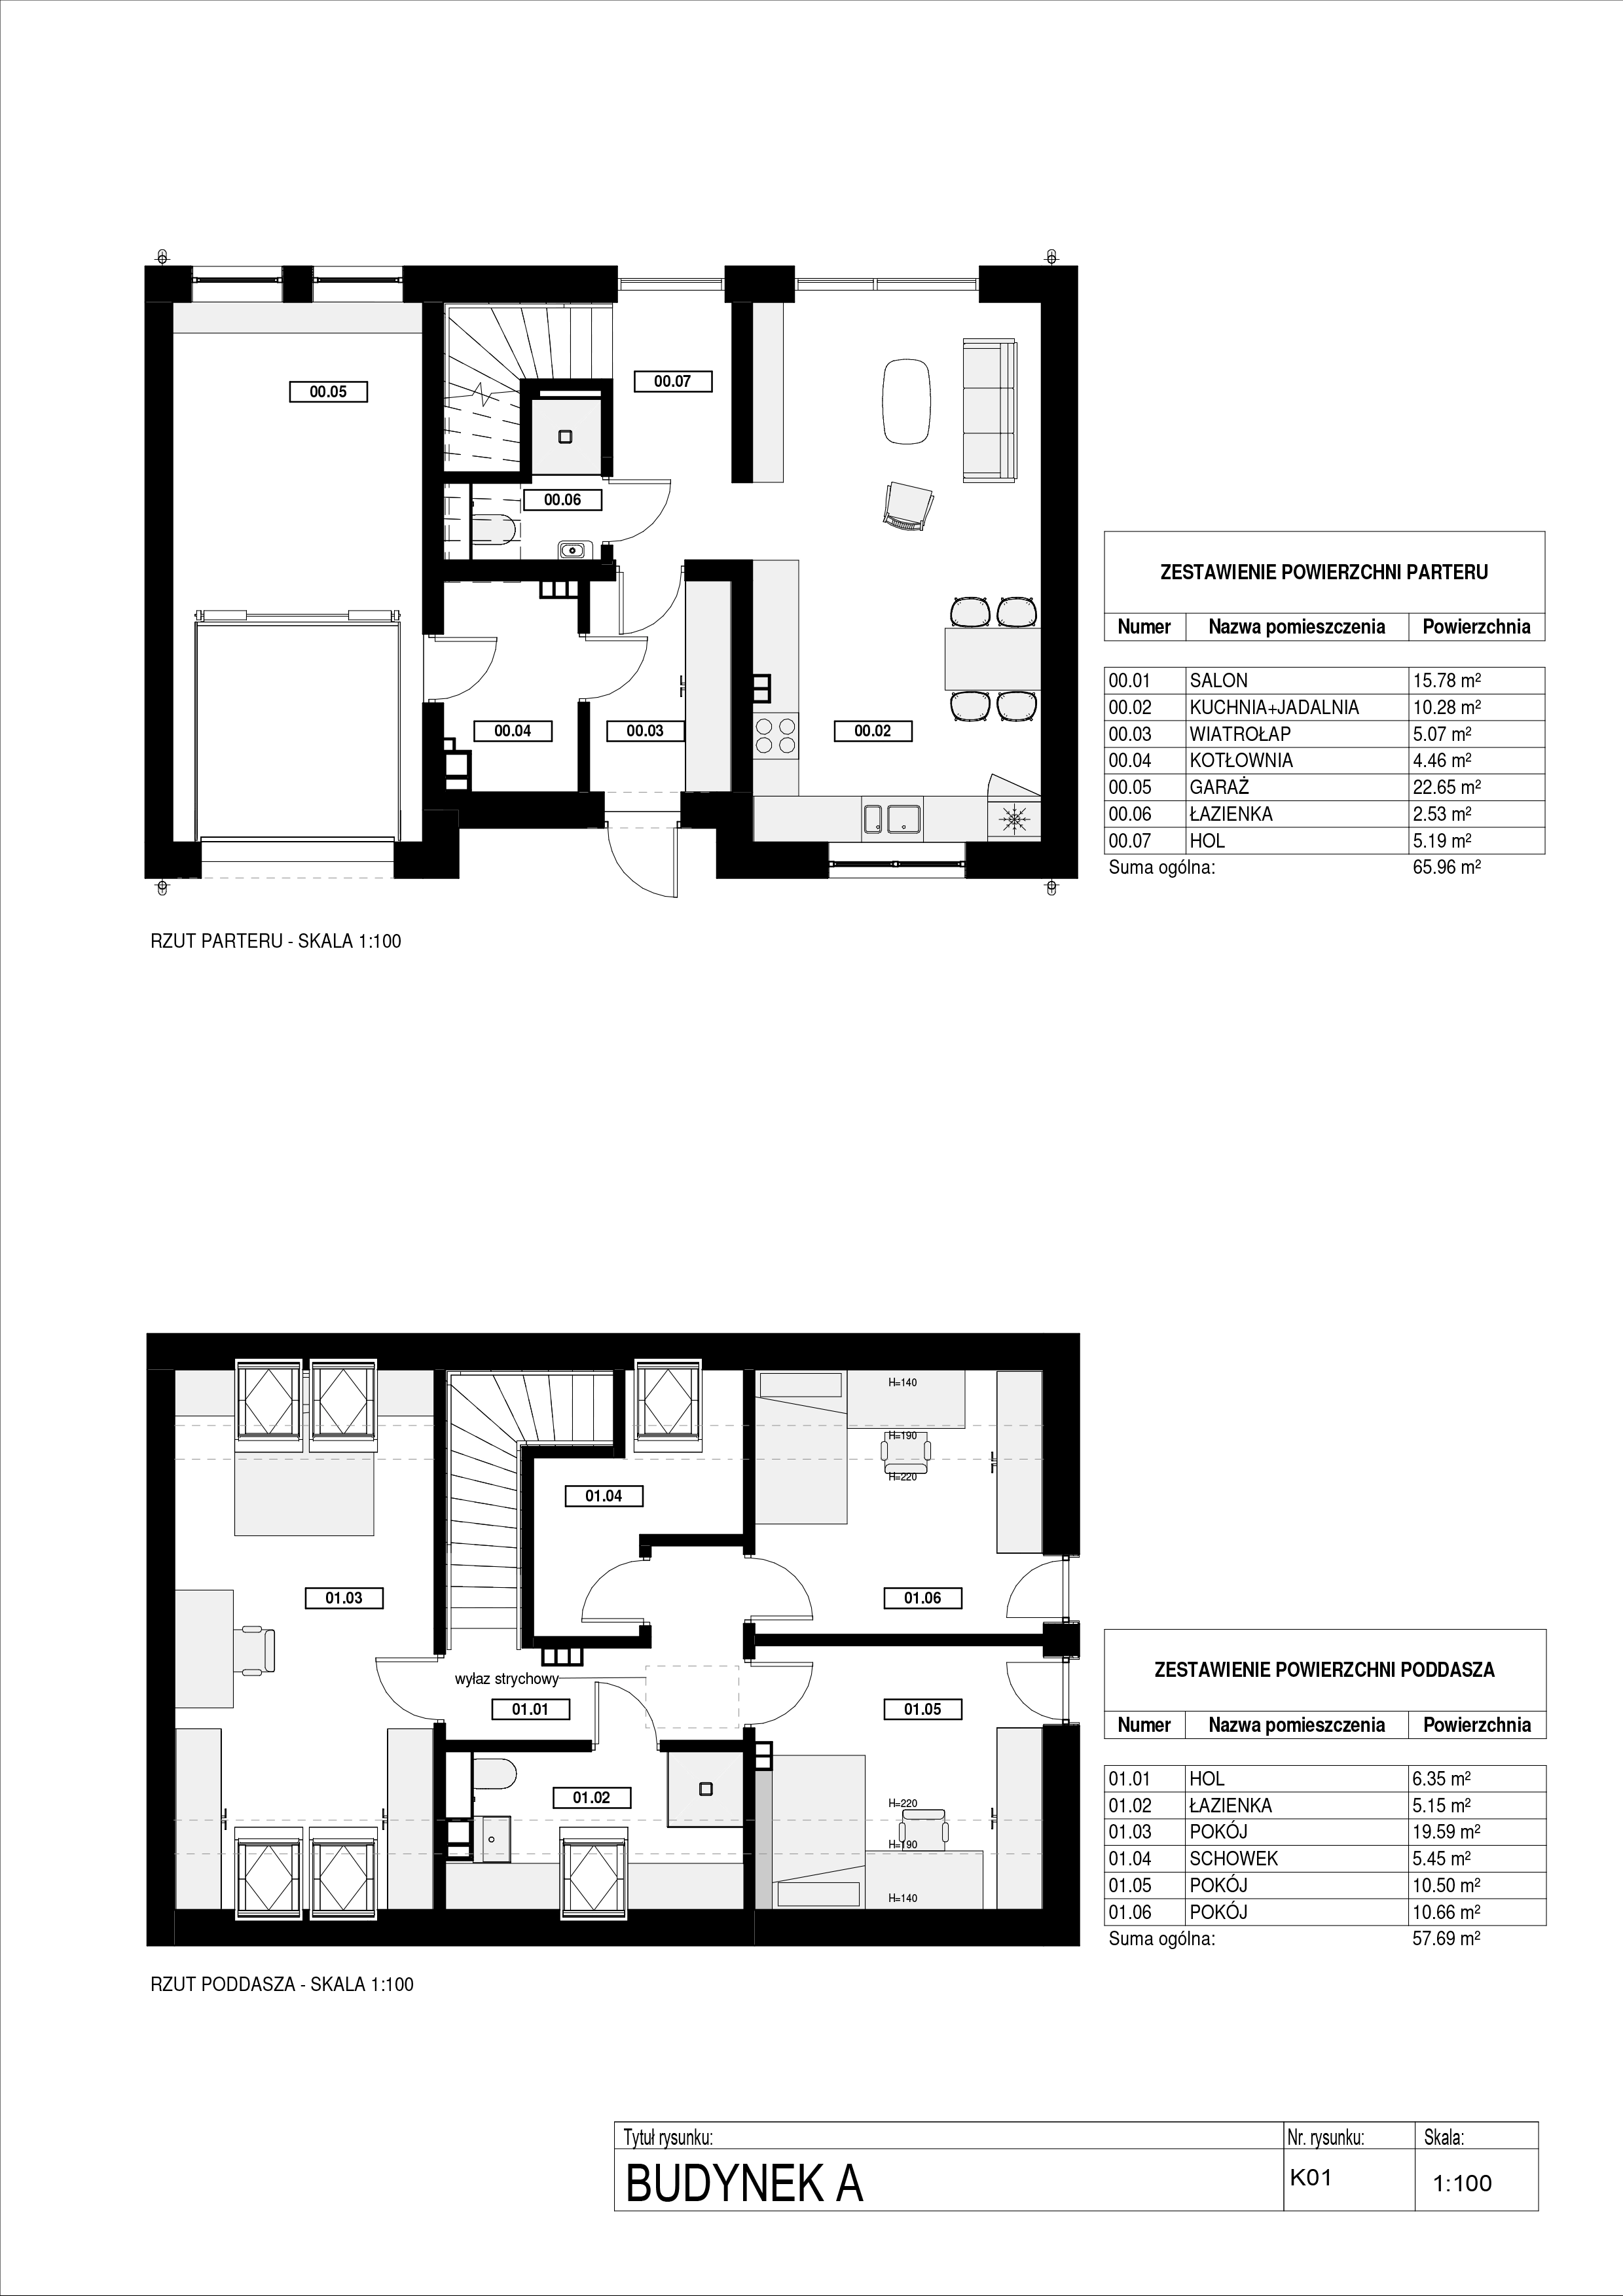 00.05
00.07
00.06
00.04
00.03
00.02
ZESTAWIENIE POWIERZCHNI PARTERU
Numer Nazwa pomieszczenia Powierzchnia
00.01 SALON 15.78 m²
00.02 KUCHNIA+JADALNIA 10.28 m²
00.03 WIATROŁAP 5.07 m²
00.04 KOTŁOWNIA 4.46 m²
00.05 GARAŻ 22.65 m²
00.06 ŁAZIENKA 2.53 m²
00.07 HOL 5.19 m²
Suma ogólna: 65.96 m²
RZUT PARTERU - SKALA 1:100
H=140
H=190
H=220
01.04
01.03
01.06
wyłaz strychowy
01.01
01.05
01.02
H=220
H=190
H=140
ZESTAWIENIE POWIERZCHNI PODDASZA
Numer Nazwa pomieszczenia Powierzchnia
01.01 HOL 6.35 m²
01.02 ŁAZIENKA 5.15 m²
01.03 POKÓJ 19.59 m²
01.04 SCHOWEK 5.45 m²
01.05 POKÓJ 10.50 m²
01.06 POKÓJ 10.66 m²
Suma ogólna: 57.69 m²
RZUT PODDASZA - SKALA 1:100
Tytuł rysunku: Nr. rysunku: Skala:
BUDYNEK A K01 1:100